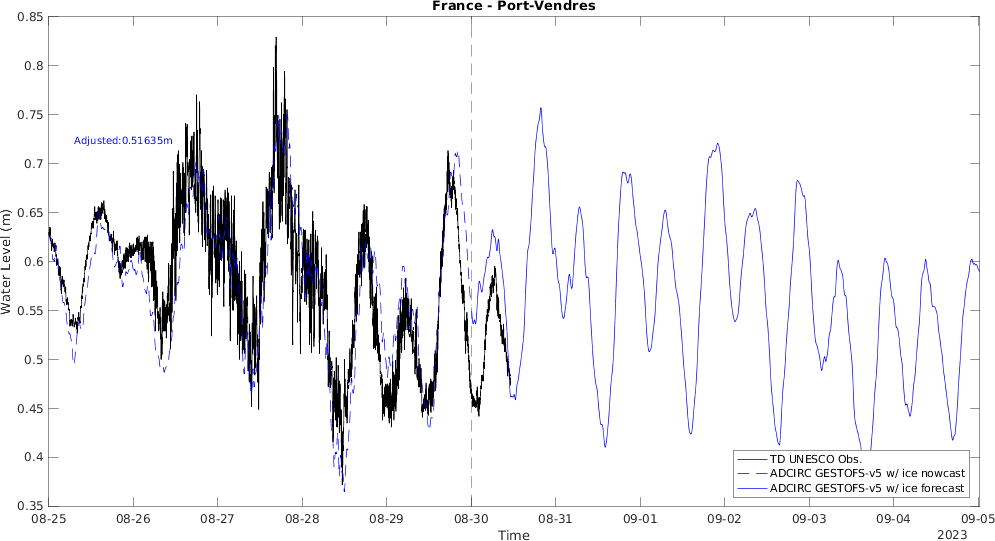 France - Port-Vendres
0.85
0.8
0.75
Adjusted:0.51635m
0.7
0.65
0.6
0.55
0.5
0.45
0.4
0.35
Water Level (m)
TD UNESCO Obs.
ADCIRC GESTOFS-v5 w/ ice nowcast
ADCIRC GESTOFS-v5 w/ ice forecast
08-25 08-26 08-27 08-28 08-29 08-30 08-31 09-01 09-02 09-03 09-04 09-05
Time
2023